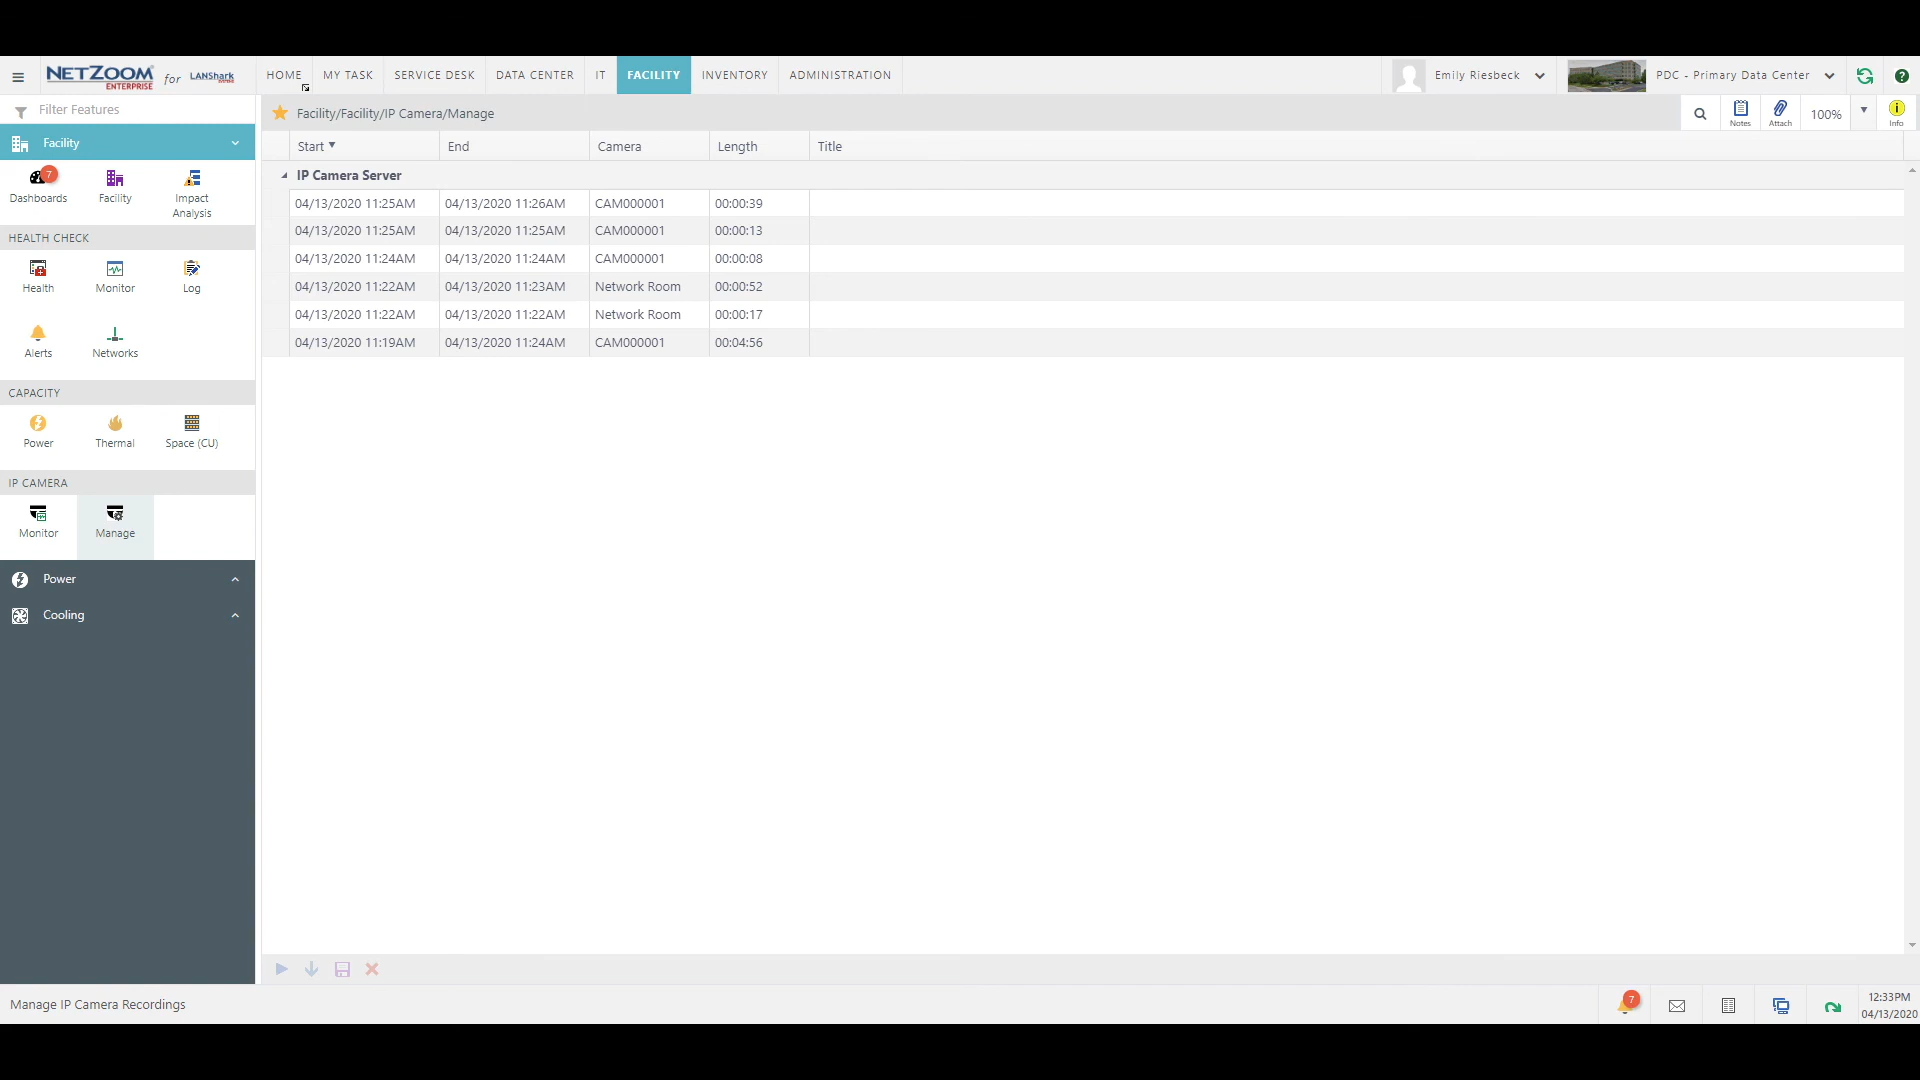 NETZOOM ENTERPRISE for LANShark HOME MY TASK SERVICE DESK DATA CENTER IT FACILITY INVENTORY ADMINISTRATION Emily Riesbeck PDC - Primary Data Center ?
Filter Features
Facility/Facility/IP Camera/Manage
Notes Attach 100% Info
Facility
Start End Camera Length Title
Dashboards 7 Facility Impact Analysis
IP Camera Server
04/13/2020 11:25AM 04/13/2020 11:26AM CAM000001 00:00:39
04/13/2020 11:25AM 04/13/2020 11:25AM CAM000001 00:00:13
04/13/2020 11:24AM 04/13/2020 11:24AM CAM000001 00:00:08
04/13/2020 11:22AM 04/13/2020 11:23AM Network Room 00:00:52
04/13/2020 11:22AM 04/13/2020 11:22AM Network Room 00:00:17
04/13/2020 11:19AM 04/13/2020 11:24AM CAM000001 00:04:56
HEALTH CHECK
Health Monitor Log
Alerts Networks
CAPACITY
Power Thermal Space (CU)
IP CAMERA
Monitor Manage
Power
Cooling
Manage IP Camera Recordings
7
12:33PM
04/13/2020